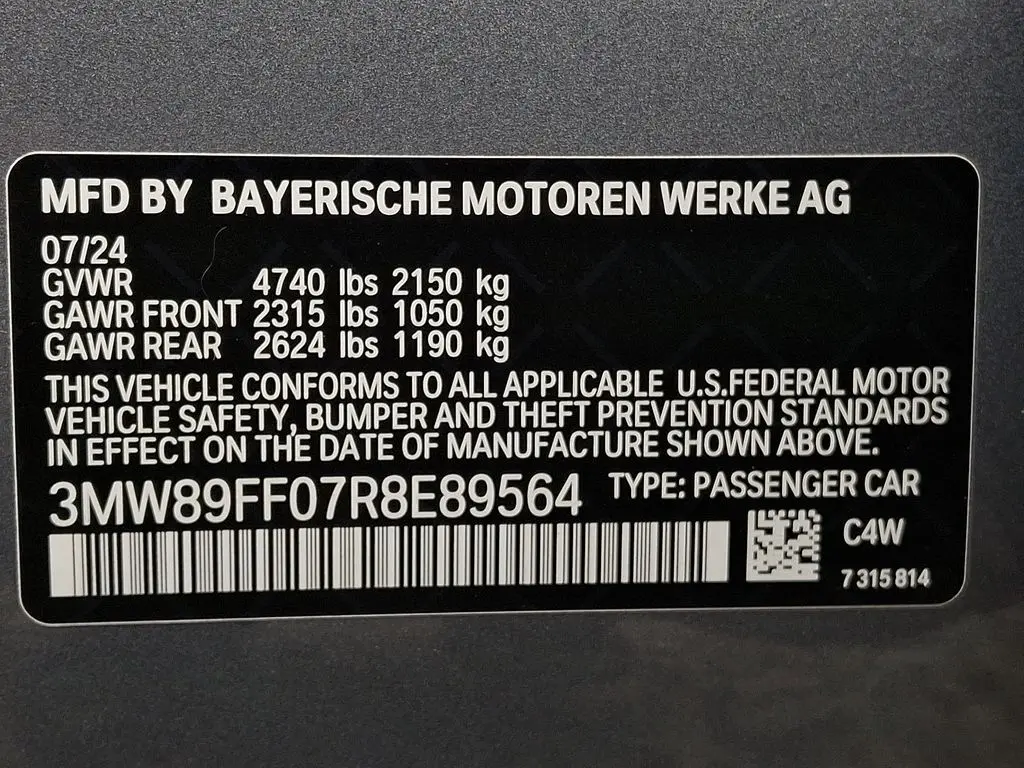 MFD BY BAYERISCHE MOTOREN WERKE AG
07/24
GVWR 4740 lbs 2150 kg
GAWR FRONT 2315 lbs 1050 kg
GAWR REAR 2624 lbs 1190 kg
THIS VEHICLE CONFORMS TO ALL APPLICABLE U.S.FEDERAL MOTOR
VEHICLE SAFETY, BUMPER AND THEFT PREVENTION STANDARDS
IN EFFECT ON THE DATE OF MANUFACTURE SHOWN ABOVE.
3MW89FF07R8E89564 TYPE: PASSENGER CAR
C4W
7 315 814